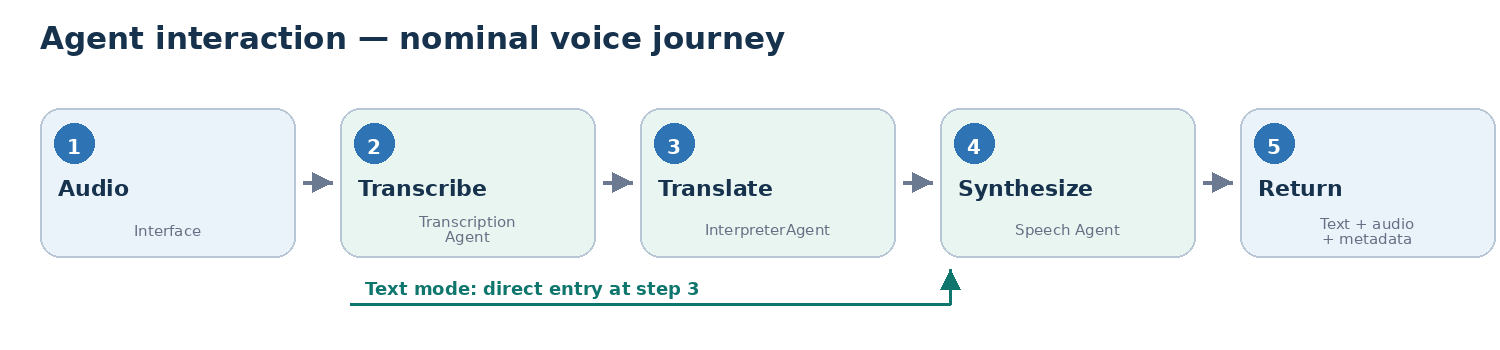 Agent interaction — nominal voice journey
1
Audio
Interface
2
Transcribe
Transcription
Agent
3
Translate
InterpreterAgent
4
Synthesize
Speech Agent
5
Return
Text + audio
+ metadata
Text mode: direct entry at step 3